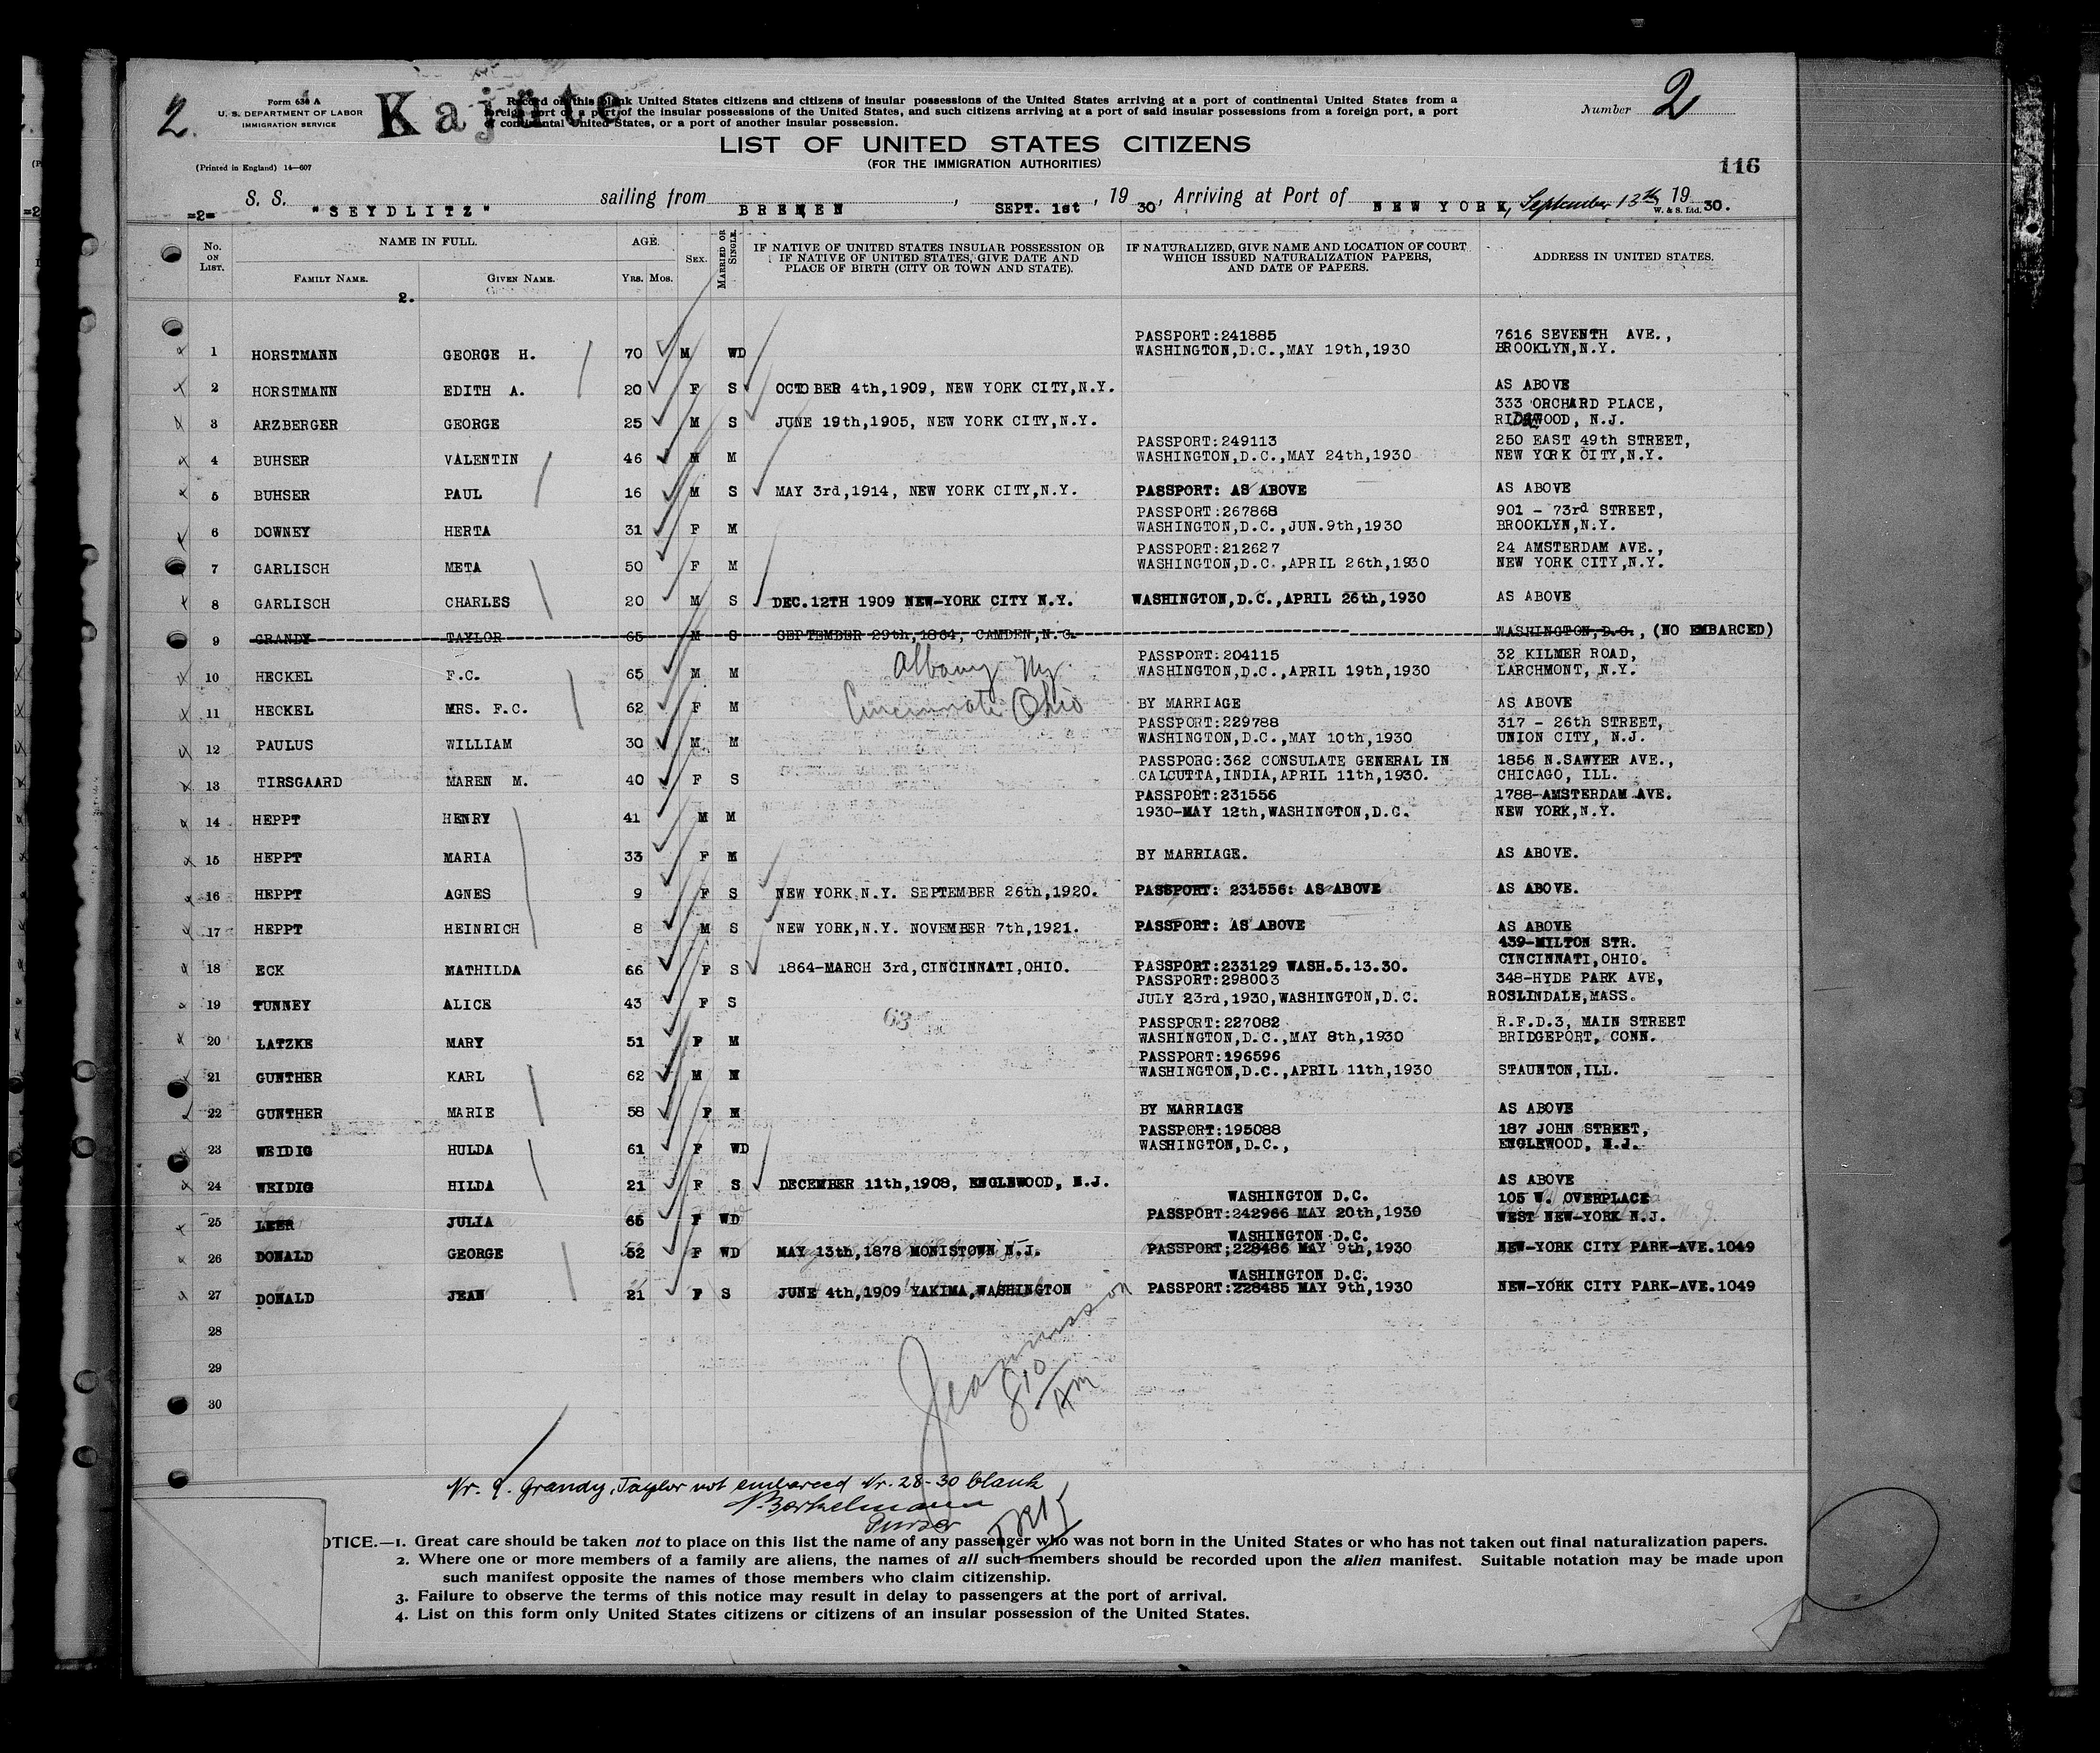 2.
Form 630 A
U. S. DEPARTMENT OF LABOR
IMMIGRATION SERVICE
(Printed in England) 14—607
Kajüte
Record on this blank United States citizens and citizens of insular possessions of the United States arriving at a port of continental United States from a
foreign port or a port of the insular possessions of the United States, and such citizens arriving at a port of said insular possessions from a foreign port, a port
of continental United States, or a port of another insular possession.
Number 2
LIST OF UNITED STATES CITIZENS
(FOR THE IMMIGRATION AUTHORITIES)
116
=2= S. S. "SEYDLITZ" sailing from BREMEN, SEPT. 1st, 19 30, Arriving at Port of NEW YORK, September 13th, 19 30.
W. & S. Ltd.
No. ON LIST. NAME IN FULL. AGE. SEX. MARRIED OR SINGLE. IF NATIVE OF UNITED STATES INSULAR POSSESSION OR IF NATIVE OF UNITED STATES, GIVE DATE AND PLACE OF BIRTH (CITY OR TOWN AND STATE). IF NATURALIZED, GIVE NAME AND LOCATION OF COURT WHICH ISSUED NATURALIZATION PAPERS, AND DATE OF PAPERS. ADDRESS IN UNITED STATES.
FAMILY NAME. GIVEN NAME. YRS. MOS.
2.
1 HORSTMANN GEORGE H. 70 M WD PASSPORT:241885 WASHINGTON,D.C.,MAY 19th,1930 7616 SEVENTH AVE., BROOKLYN,N.Y.
2 HORSTMANN EDITH A. 20 F S OCTOBER 4th,1909, NEW YORK CITY,N.Y. AS ABOVE
3 ARZBERGER GEORGE 25 M S JUNE 19th,1905, NEW YORK CITY,N.Y. 333 ORCHARD PLACE, RIDGWOOD, N.J.
4 BUHSER VALENTIN 46 M M PASSPORT:249113 WASHINGTON,D.C.,MAY 24th,1930 250 EAST 49th STREET, NEW YORK CITY,N.Y.
5 BUHSER PAUL 16 M S MAY 3rd,1914, NEW YORK CITY,N.Y. PASSPORT: AS ABOVE AS ABOVE
6 DOWNEY HERTA 31 F M PASSPORT:267868 WASHINGTON,D.C.,JUN.9th,1930 901 - 73rd STREET, BROOKLYN,N.Y.
7 GARLISCH META 50 F M PASSPORT:212627 WASHINGTON,D.C.,APRIL 26th,1930 24 AMSTERDAM AVE., NEW YORK CITY,N.Y.
8 GARLISCH CHARLES 20 M S DEC.12TH 1909 NEW-YORK CITY N.Y. WASHINGTON,D.C.,APRIL 26th,1930 AS ABOVE
9 GRANDY TAYLOR 65 M S SEPTEMBER 29th,1864, CAMDEN,N.C. WASHINGTON,D.C., (NO EMBARCED)
10 HECKEL F.C. 65 M M Albany Ny. PASSPORT:204115 WASHINGTON,D.C.,APRIL 19th,1930 32 KILMER ROAD, LARCHMONT, N.Y.
11 HECKEL MRS. F.C. 62 F M Cincinnati Ohio BY MARRIAGE AS ABOVE
12 PAULUS WILLIAM 30 M M PASSPORT:229788 WASHINGTON,D.C.,MAY 10th,1930 317 - 26th STREET, UNION CITY, N.J.
13 TIRSGAARD MAREN M. 40 F S PASSPORG:362 CONSULATE GENERAL IN CALCUTTA,INDIA,APRIL 11th,1930. 1856 N.SAWYER AVE., CHICAGO, ILL.
14 HEPPT HENRY 41 M M PASSPORT:231556 1930-MAY 12th,WASHINGTON,D.C. 1788-AMSTERDAM AVE. NEW YORK,N.Y.
15 HEPPT MARIA 33 F M BY MARRIAGE. AS ABOVE.
16 HEPPT AGNES 9 F S NEW YORK,N.Y. SEPTEMBER 26th,1920. PASSPORT: 231556: AS ABOVE AS ABOVE.
17 HEPPT HEINRICH 8 M S NEW YORK,N.Y. NOVEMBER 7th,1921. PASSPORT: AS ABOVE AS ABOVE
18 ECK MATHILDA 66 F S 1864-MARCH 3rd,CINCINNATI,OHIO. PASSPORT:233129 WASH.5.13.30. 439-MILTON STR. CINCINNATI,OHIO.
19 TUNNEY ALICE 43 F S PASSPORT:298003 JULY 23rd,1930,WASHINGTON,D.C. 348-HYDE PARK AVE, ROSLINDALE,MASS.
63
20 LATZKE MARY 51 F M PASSPORT:227082 WASHINGTON,D.C.,MAY 8th,1930 R.F.D.3, MAIN STREET BRIDGEPORT, CONN.
21 GUNTHER KARL 62 M M PASSPORT:196596 WASHINGTON,D.C.,APRIL 11th,1930 STAUNTON,ILL.
22 GUNTHER MARIE 58 F M BY MARRIAGE AS ABOVE
23 WEIDIG HULDA 61 F WD PASSPORT:195088 WASHINGTON,D.C., 187 JOHN STREET, ENGLEWOOD, N.J.
24 WEIDIG HILDA 21 F S DECEMBER 11th,1908, ENGLEWOOD, N.J. AS ABOVE
25 LEER JULIA 65 F WD WASHINGTON D.C. PASSPORT:242966 MAY 20th,1930 105 W. OVERPLACE WEST NEW-YORK N.J.
26 DONALD GEORGE 52 F WD MAY 13th,1878 MONISTOWN N.J. WASHINGTON D.C. PASSPORT:228486 MAY 9th,1930 NEW-YORK CITY PARK-AVE.1049
27 DONALD JEAN 21 F S JUNE 4th,1909 YAKIMA,WASHINGTON WASHINGTON D.C. PASSPORT:228485 MAY 9th,1930 NEW-YORK CITY PARK-AVE.1049
28
29
30
810 AM
Nr. 9. Grandy, Taylor not embarced Nr. 28-30 blank
Purser
OTICE.—1. Great care should be taken not to place on this list the name of any passenger who was not born in the United States or who has not taken out final naturalization papers.
2. Where one or more members of a family are aliens, the names of all such members should be recorded upon the alien manifest. Suitable notation may be made upon
such manifest opposite the names of those members who claim citizenship.
3. Failure to observe the terms of this notice may result in delay to passengers at the port of arrival.
4. List on this form only United States citizens or citizens of an insular possession of the United States.